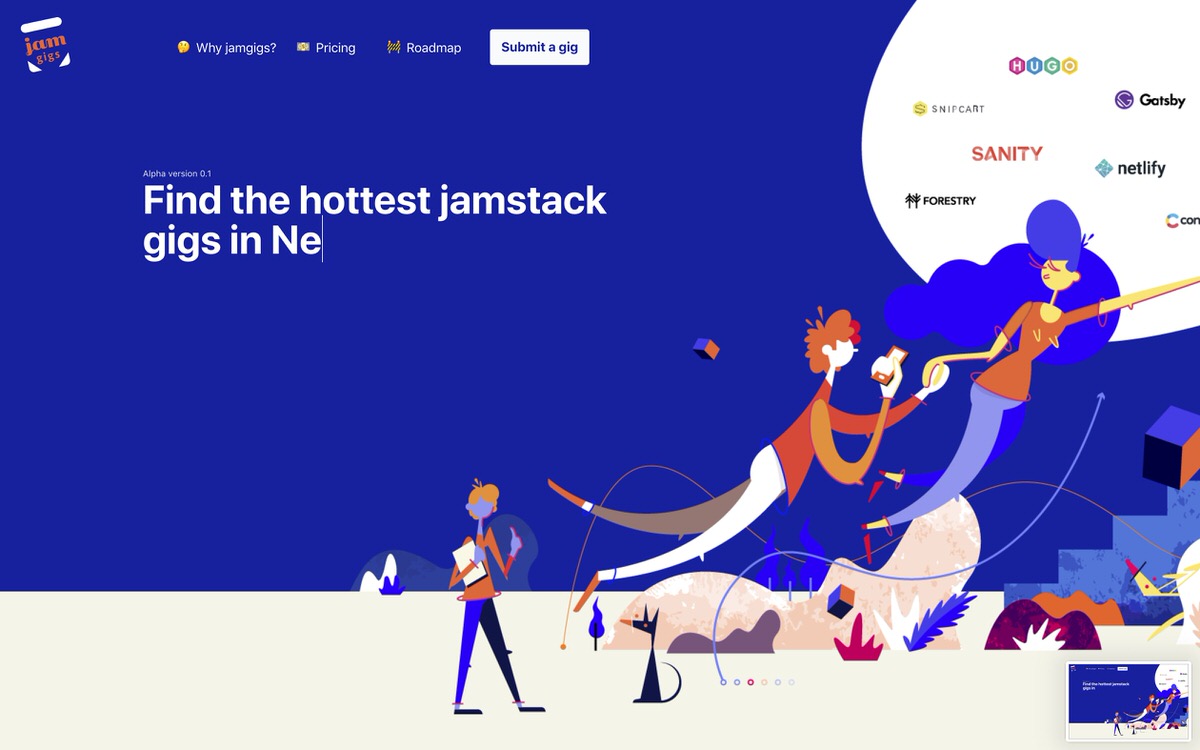 jam
gigs
🤔 Why jamgigs?
💴 Pricing
🚧 Roadmap
Submit a gig
HUGO
SNIPCART
Gatsby
SANITY
netlify
FORESTRY
con
Alpha version 0.1
Find the hottest jamstack
gigs in Ne
Find the hottest jamstack
gigs in